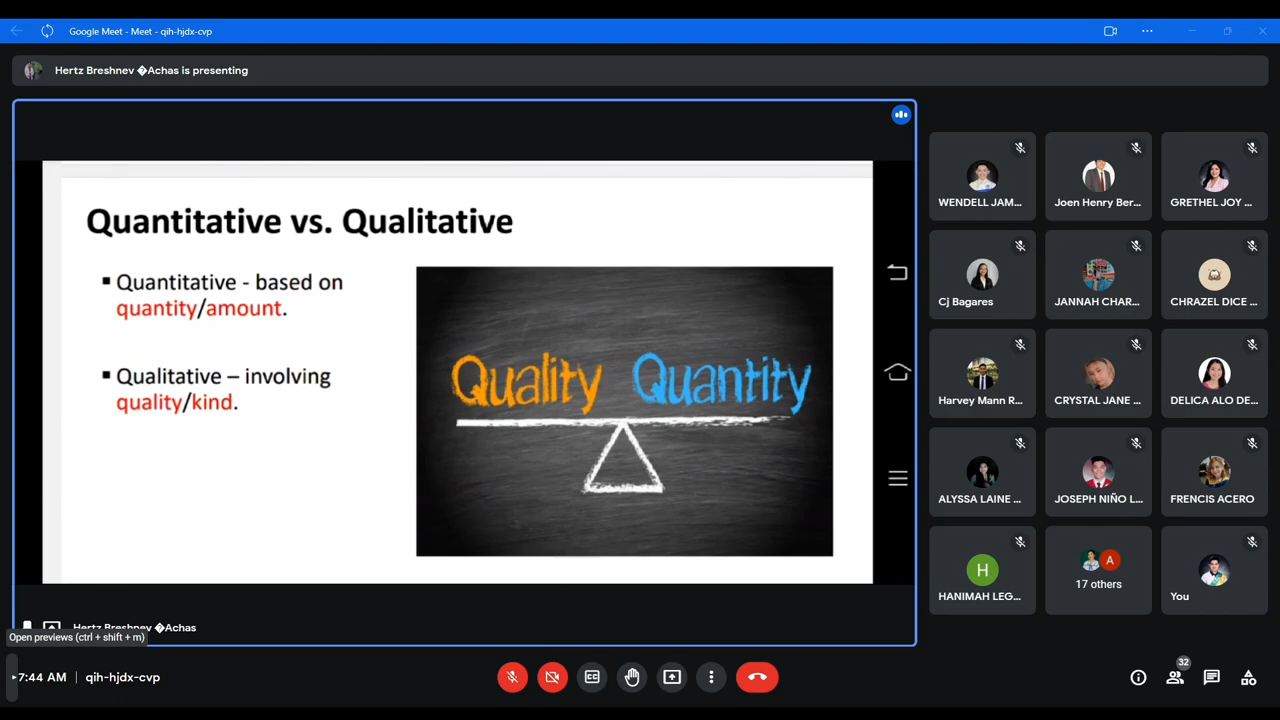 Google Meet - Meet - qih-hjdx-cvp
Hertz Breshnev �Achas is presenting
Quantitative vs. Qualitative
▪ Quantitative - based on
quantity/amount.
▪ Qualitative – involving
quality/kind.
Quality Quantity
WENDELL JAM...
Joen Henry Ber...
GRETHEL JOY ...
Cj Bagares
JANNAH CHAR...
CHRAZEL DICE ...
Harvey Mann R...
CRYSTAL JANE ...
DELICA ALO DE...
ALYSSA LAINE ...
JOSEPH NIÑO L...
FRENCIS ACERO
H
HANIMAH LEG...
A
17 others
You
Hertz Breshnev �Achas
Open previews (ctrl + shift + m)
7:44 AM | qih-hjdx-cvp
CC
32